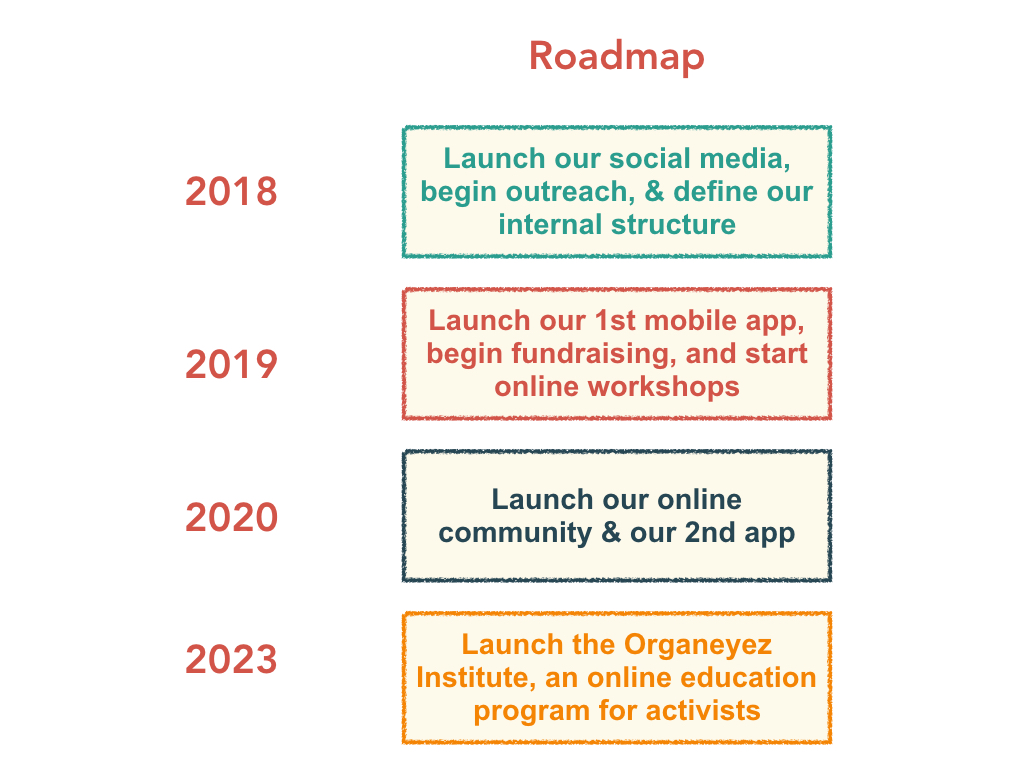 Roadmap
2018
Launch our social media,
begin outreach, & define our
internal structure
2019
Launch our 1st mobile app,
begin fundraising, and start
online workshops
2020
Launch our online
community & our 2nd app
2023
Launch the Organeyez
Institute, an online education
program for activists